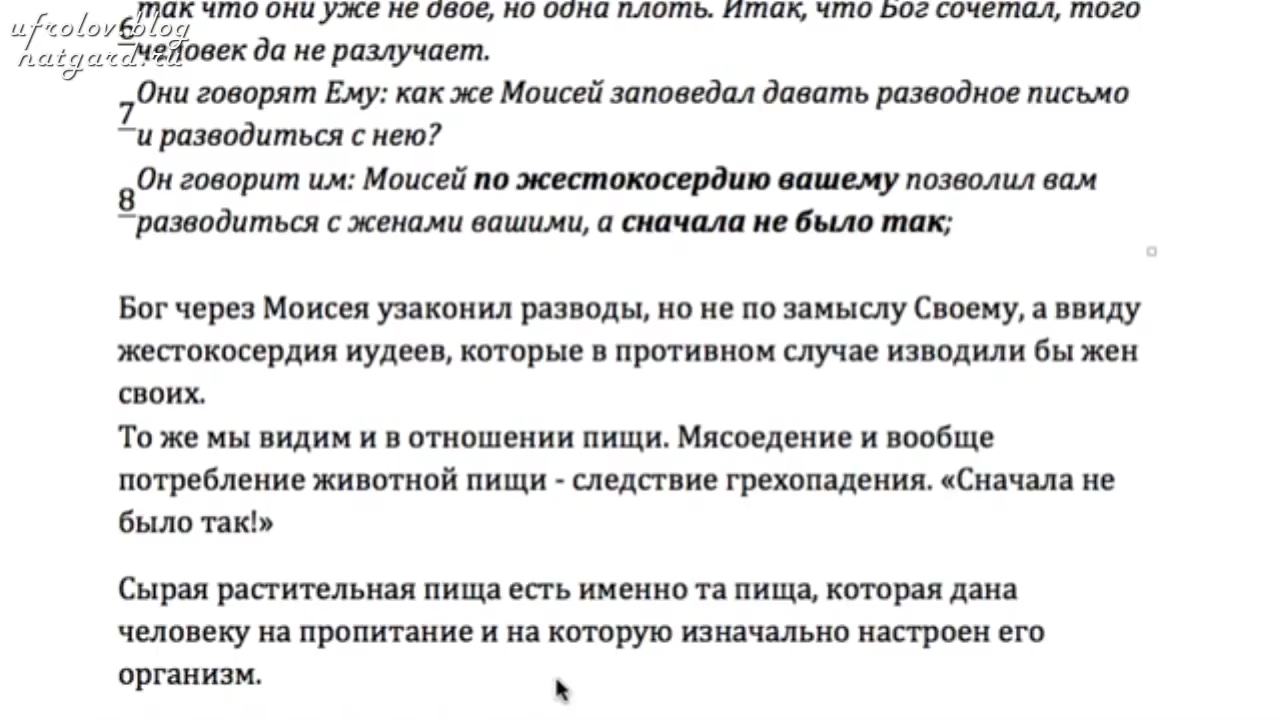 ufrolov.blog
natgard.ru
так что они уже не двое, но одна плоть. Итак, что Бог сочетал, того
6
человек да не разлучает.
Они говорят Ему: как же Моисей заповедал давать разводное письмо
7
и разводиться с нею?
Он говорит им: Моисей по жестокосердию вашему позволил вам
8
разводиться с женами вашими, а сначала не было так;
Бог через Моисея узаконил разводы, но не по замыслу Своему, а ввиду
жестокосердия иудеев, которые в противном случае изводили бы жен
своих.
То же мы видим и в отношении пищи. Мясоедение и вообще
потребление животной пищи - следствие грехопадения. «Сначала не
было так!»
Сырая растительная пища есть именно та пища, которая дана
человеку на пропитание и на которую изначально настроен его
организм.